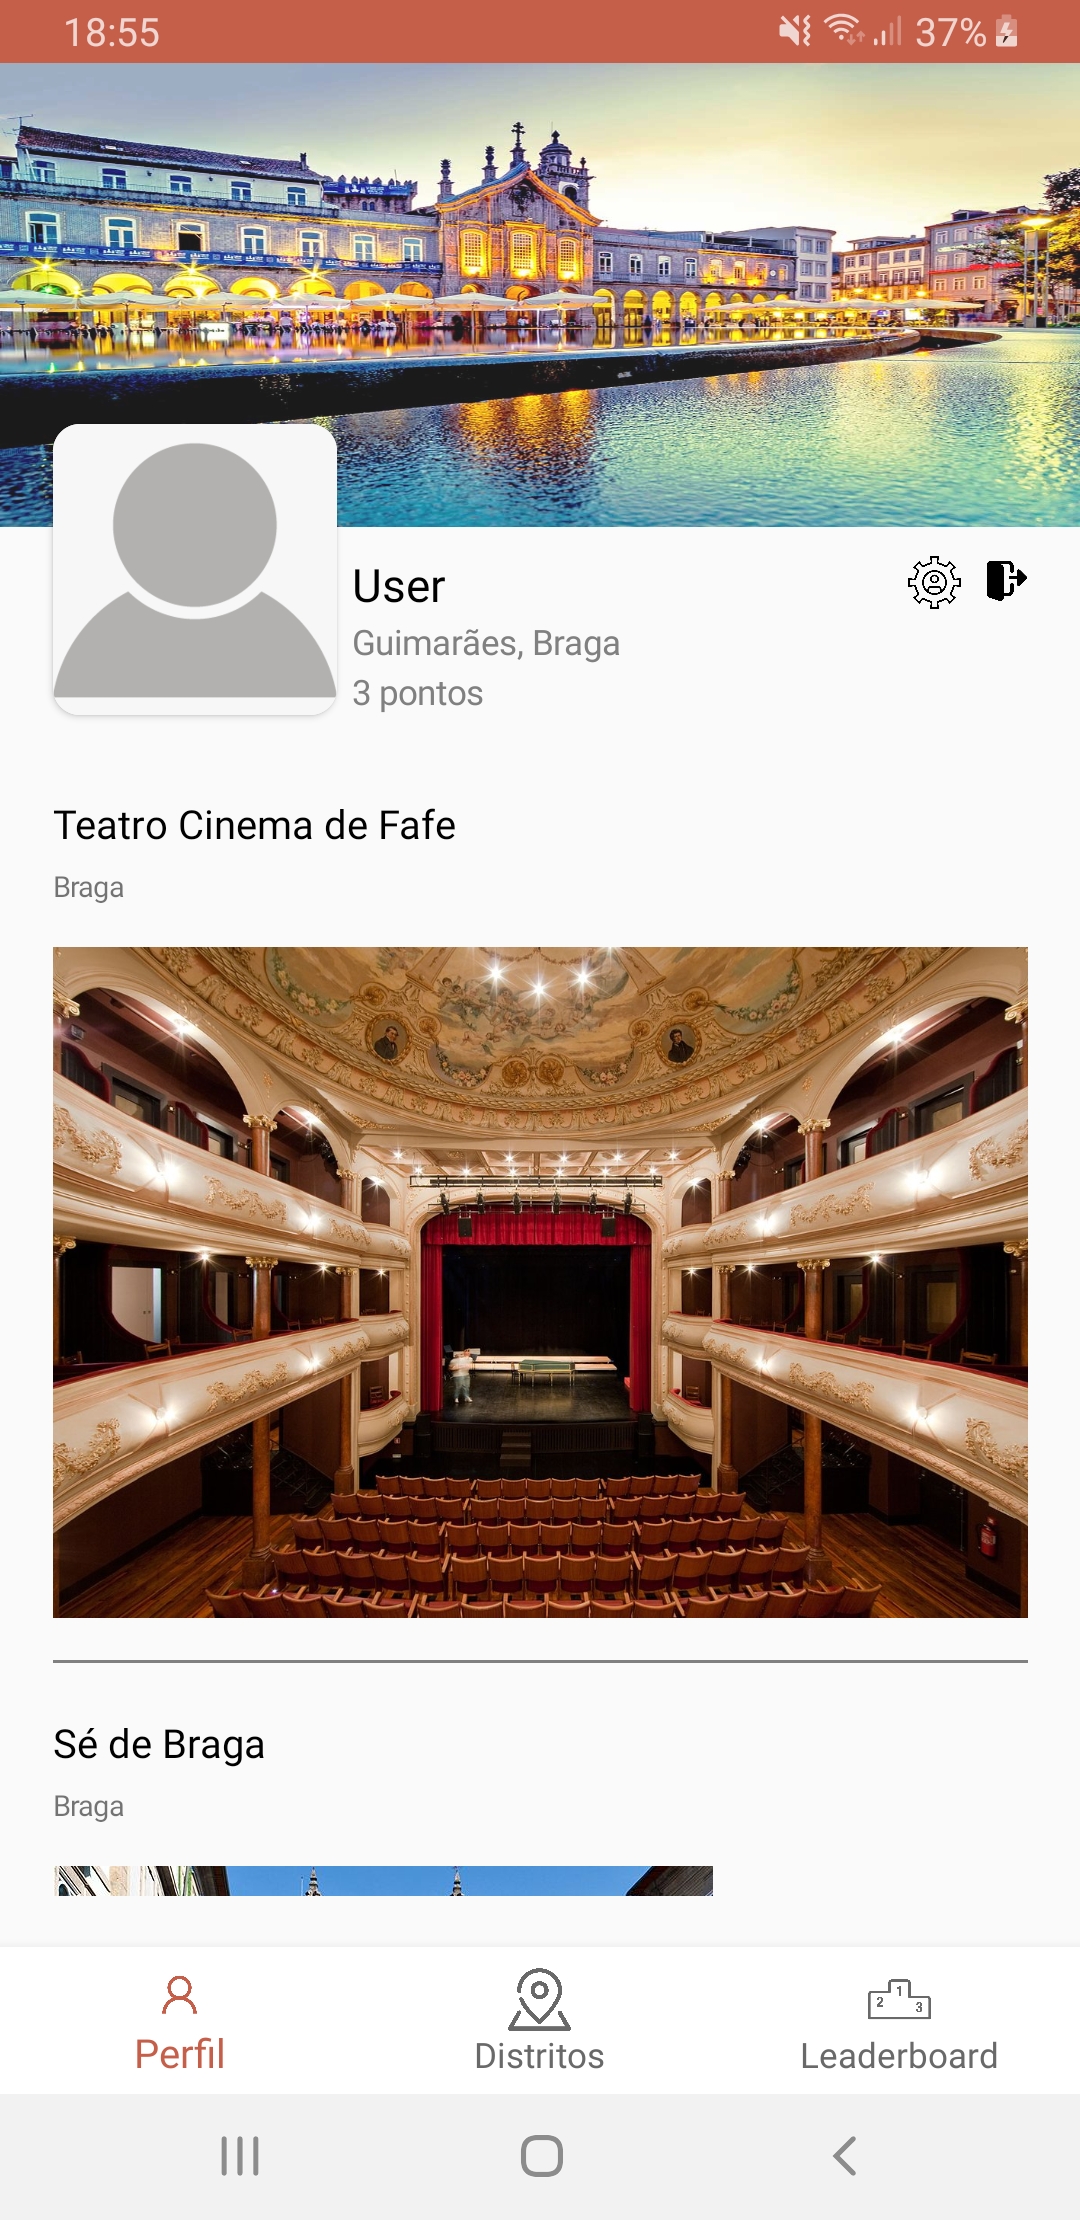 18:55
37%
User
Guimarães, Braga
3 pontos
Teatro Cinema de Fafe
Braga
Sé de Braga
Braga
2 1 3
Perfil
Distritos
Leaderboard